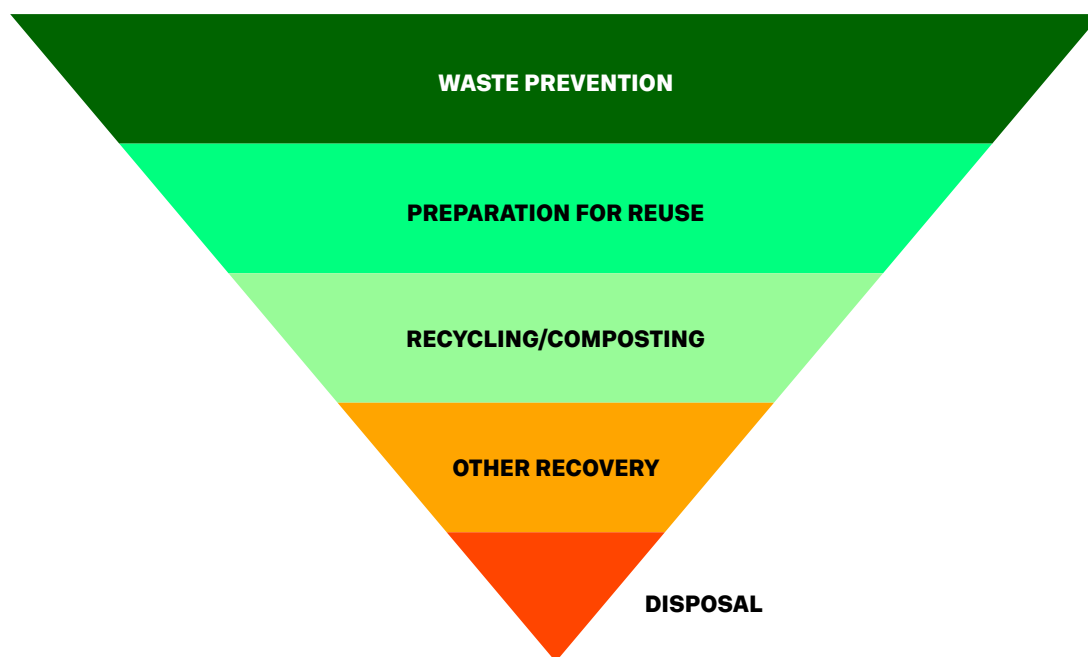 WASTE PREVENTION
PREPARATION FOR REUSE
RECYCLING/COMPOSTING
OTHER RECOVERY
DISPOSAL